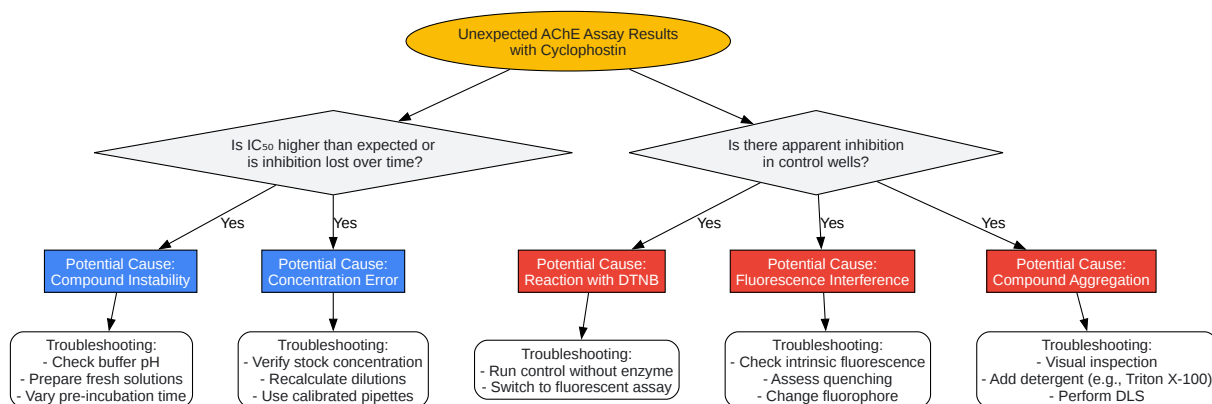 Unexpected AChE Assay Results
with Cyclophostin
Is IC₅₀ higher than expected or
is inhibition lost over time?
Is there apparent inhibition
in control wells?
Yes
Yes
Yes
Yes
Yes
Potential Cause:
Compound Instability
Potential Cause:
Concentration Error
Potential Cause:
Reaction with DTNB
Potential Cause:
Fluorescence Interference
Potential Cause:
Compound Aggregation
Troubleshooting:
- Check buffer pH
- Prepare fresh solutions
- Vary pre-incubation time
Troubleshooting:
- Verify stock concentration
- Recalculate dilutions
- Use calibrated pipettes
Troubleshooting:
- Run control without enzyme
- Switch to fluorescent assay
Troubleshooting:
- Check intrinsic fluorescence
- Assess quenching
- Change fluorophore
Troubleshooting:
- Visual inspection
- Add detergent (e.g., Triton X-100)
- Perform DLS